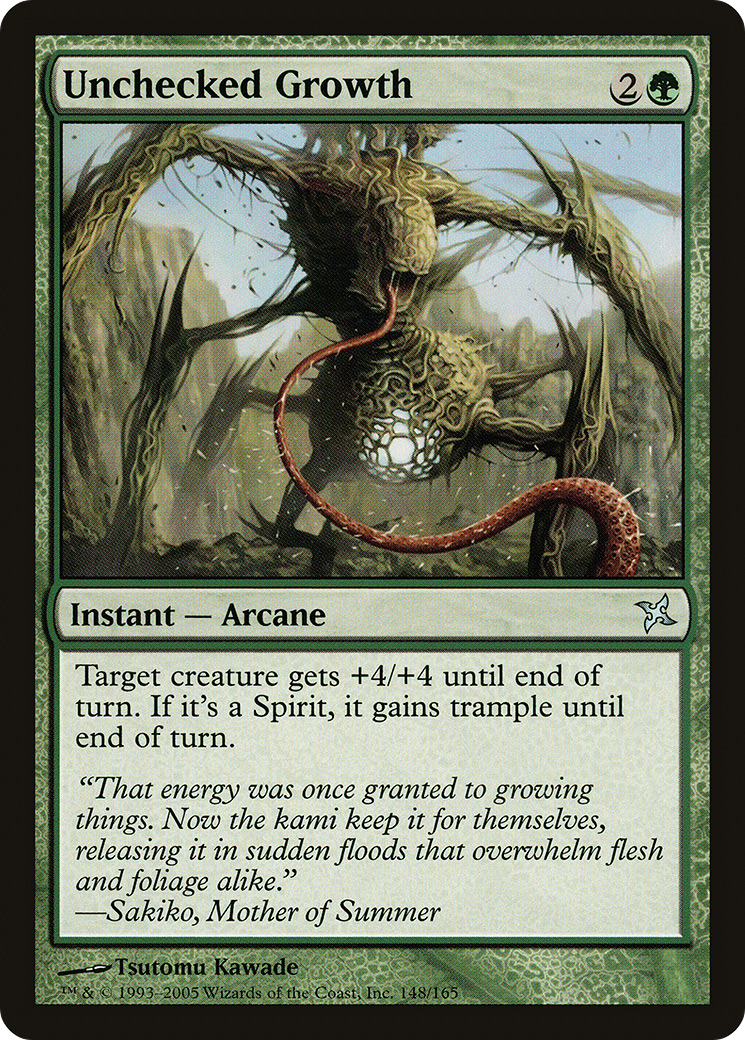 Unchecked Growth 2
Instant — Arcane
Target creature gets +4/+4 until end of
turn. If it's a Spirit, it gains trample until
end of turn.
“That energy was once granted to growing
things. Now the kami keep it for themselves,
releasing it in sudden floods that overwhelm flesh
and foliage alike.”
—Sakiko, Mother of Summer
Tsutomu Kawade
™ & © 1993–2005 Wizards of the Coast, Inc. 148/165